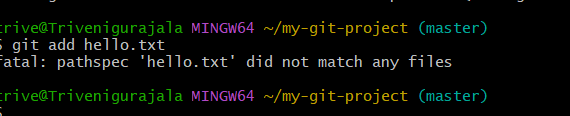 trive@Trivenigurajala MINGW64 ~/my-git-project (master)
$ git add hello.txt
fatal: pathspec 'hello.txt' did not match any files
trive@Trivenigurajala MINGW64 ~/my-git-project (master)
$